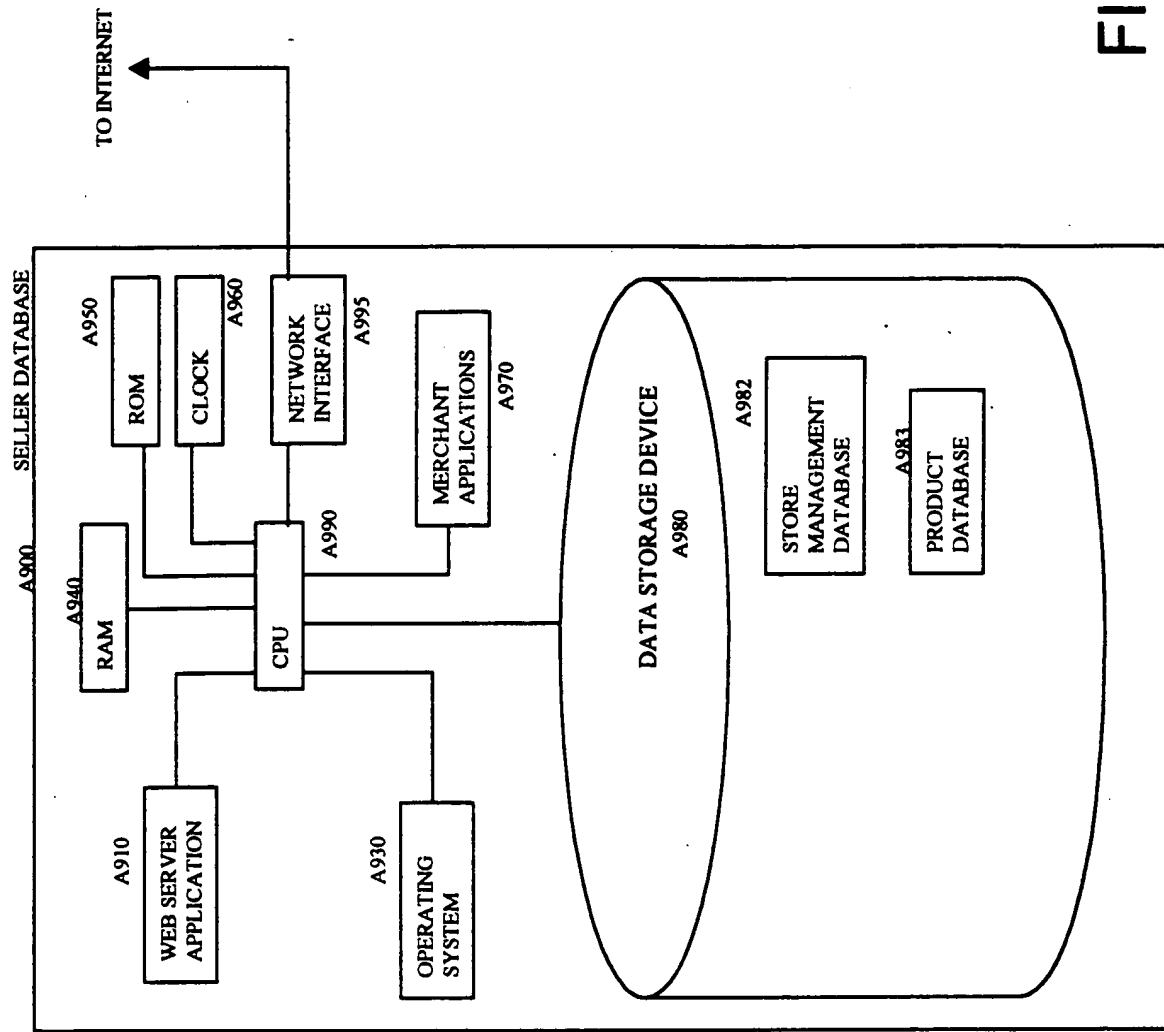 SELLER DATABASE
A900
TO INTERNET
A910
WEB SERVER
APPLICATION
A940
RAM
A950
ROM
CLOCK
A960
CPU
A990
NETWORK
INTERFACE
A995
A930
OPERATING
SYSTEM
MERCHANT
APPLICATIONS
A970
DATA STORAGE DEVICE
A980
A982
STORE
MANAGEMENT
DATABASE
A983
PRODUCT
DATABASE